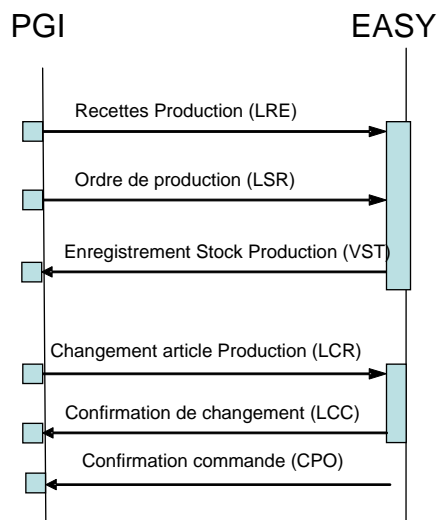 PGI
EASY
Recettes Production (LRE)
Ordre de production (LSR)
Enregistrement Stock Production (VST)
Changement article Production (LCR)
Confirmation de changement (LCC)
Confirmation commande (CPO)